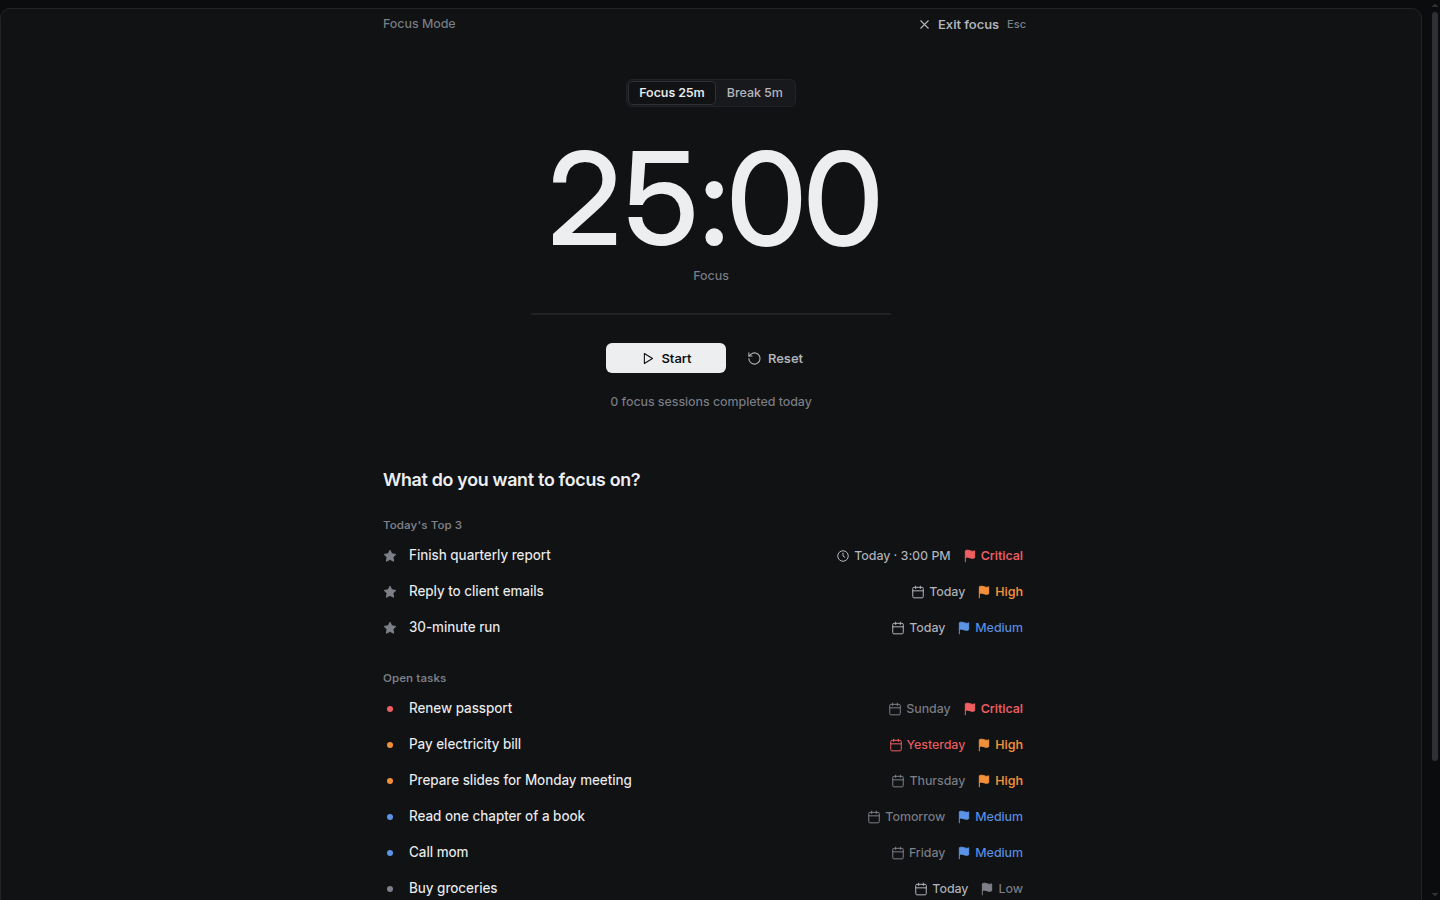 Focus Mode
Exit focus Esc
Focus 25m Break 5m
25:00
Focus
Start Reset
0 focus sessions completed today
What do you want to focus on?
Today's Top 3
Finish quarterly report Today · 3:00 PM Critical
Reply to client emails Today High
30-minute run Today Medium
Open tasks
Renew passport Sunday Critical
Pay electricity bill Yesterday High
Prepare slides for Monday meeting Thursday High
Read one chapter of a book Tomorrow Medium
Call mom Friday Medium
Buy groceries Today Low